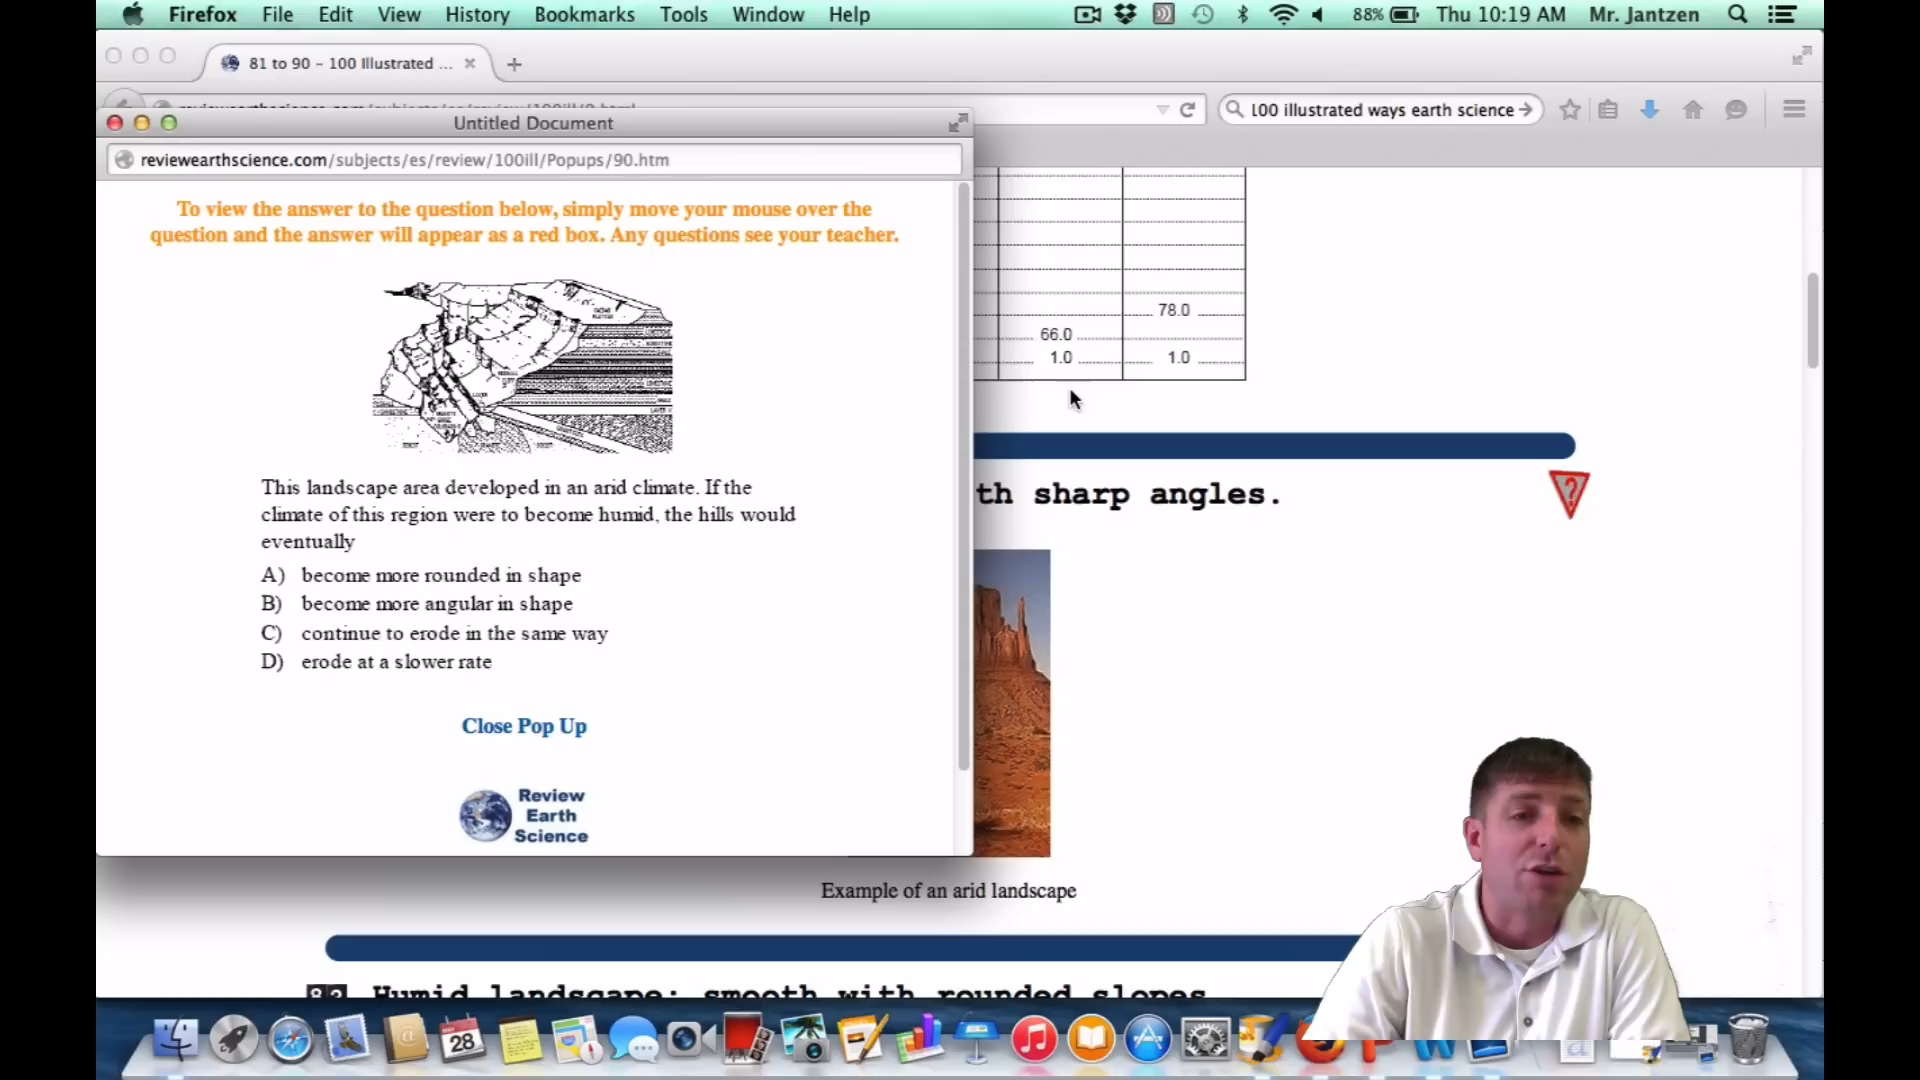 Firefox File Edit View History Bookmarks Tools Window Help 88% Thu 10:19 AM Mr. Jantzen
81 to 90 - 100 Illustrated ...
100 illustrated ways earth science
Untitled Document
reviewearthscience.com/subjects/es/review/100ill/Popups/90.htm
To view the answer to the question below, simply move your mouse over the
question and the answer will appear as a red box. Any questions see your teacher.
78.0
66.0
1.0 1.0
th sharp angles.
?
This landscape area developed in an arid climate. If the
climate of this region were to become humid, the hills would
eventually
A) become more rounded in shape
B) become more angular in shape
C) continue to erode in the same way
D) erode at a slower rate
Close Pop Up
Review
Earth
Science
Example of an arid landscape
Humid landscape: smooth with rounded slopes
28